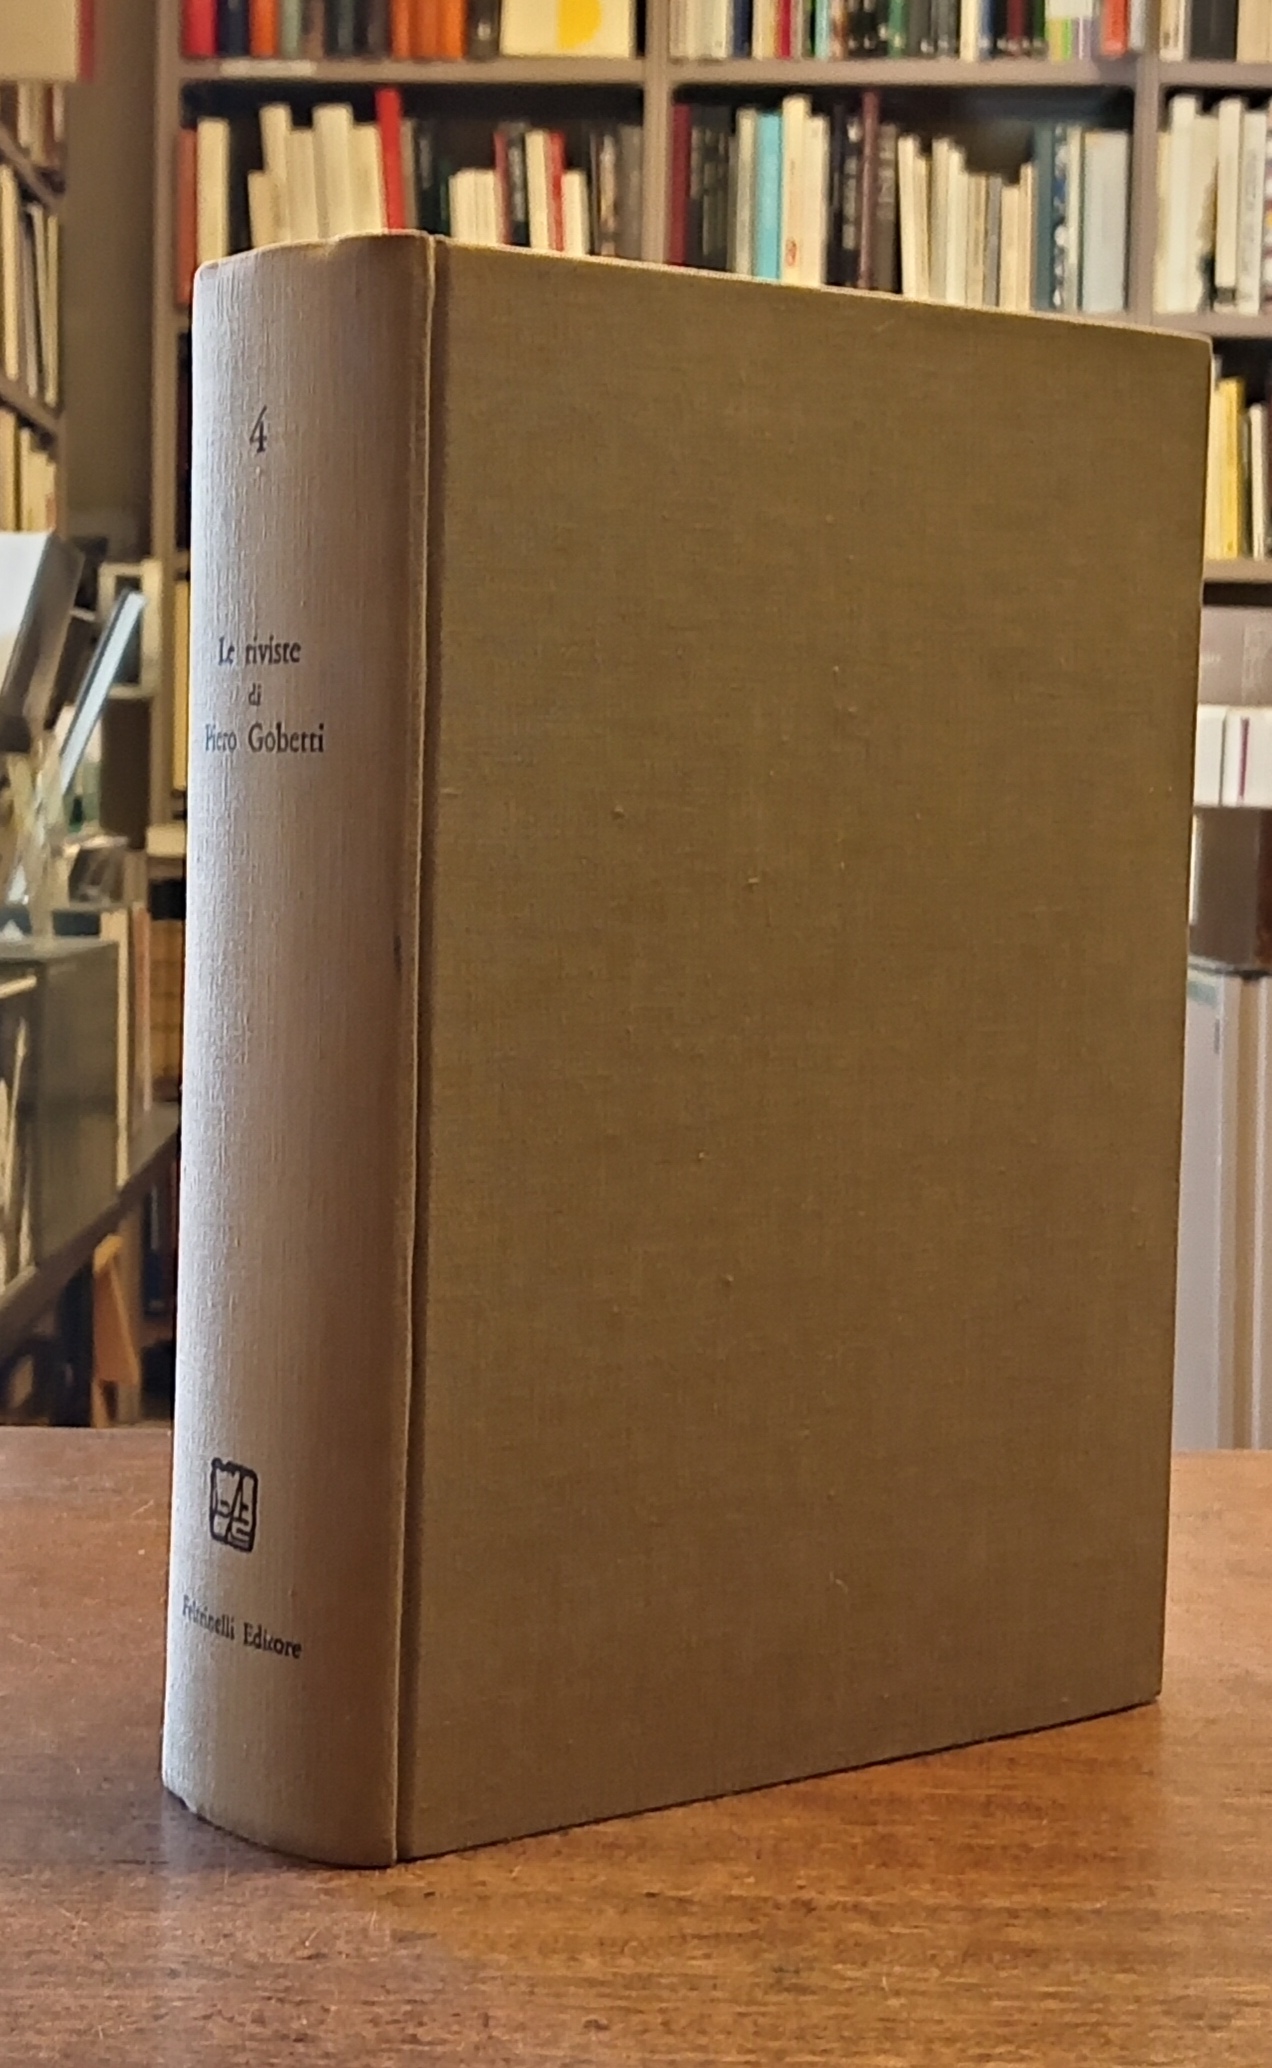 4
Le riviste
di
Piero Gobetti
Feltrinelli Editore